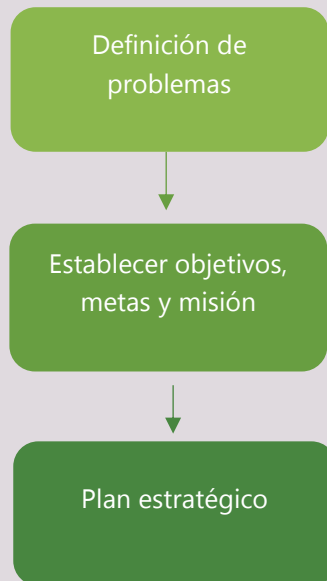 Definición de
problemas
Establecer objetivos,
metas y misión
Plan estratégico